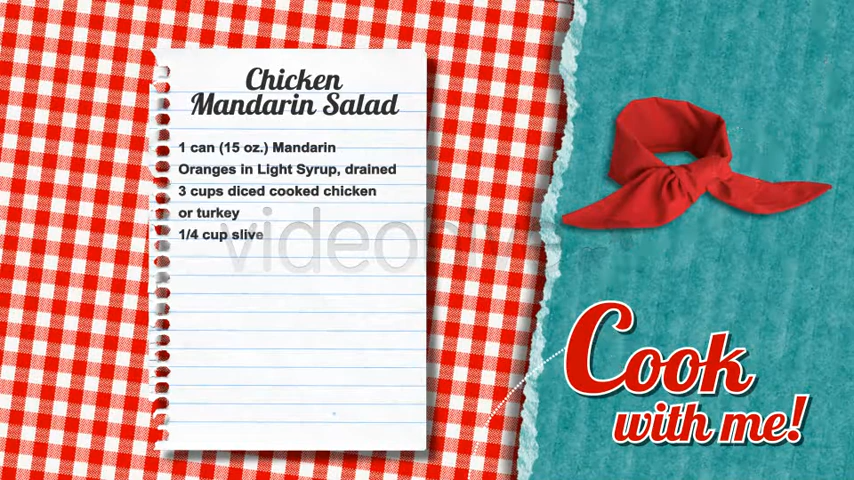 Chicken
Mandarin Salad
1 can (15 oz.) Mandarin
Oranges in Light Syrup, drained
3 cups diced cooked chicken
or turkey
1/4 cup slive
videohive
Cook
with me!